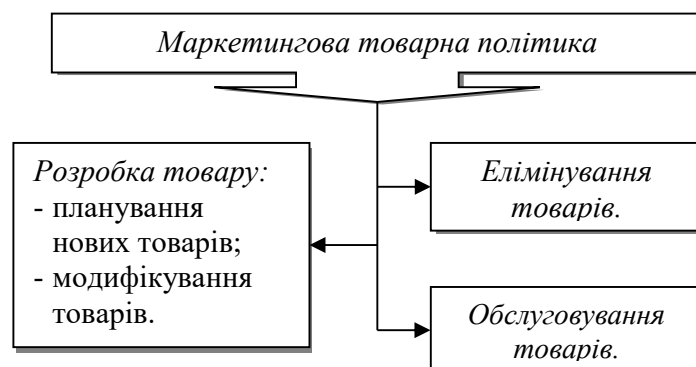 Маркетингова товарна політика
Розробка товару:
- планування
нових товарів;
- модифікування
товарів.
Елімінування
товарів.
Обслуговування
товарів.